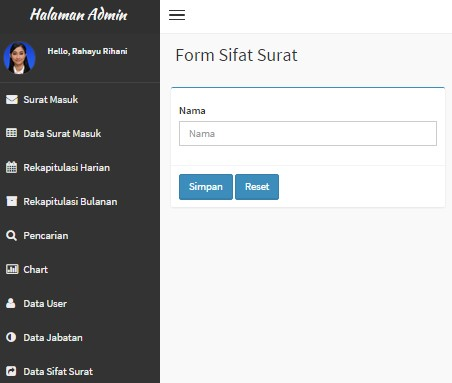 Halaman Admin
Hello, Rahayu Rihani
Surat Masuk
Data Surat Masuk
Rekapitulasi Harian
Rekapitulasi Bulanan
Pencarian
Chart
Data User
Data Jabatan
Data Sifat Surat
Form Sifat Surat
Nama
Nama
Simpan Reset